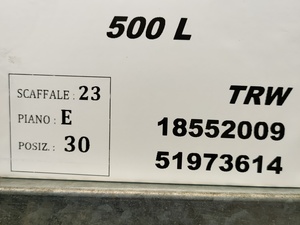 500 L
SCAFFALE : 23
PIANO : E
POSIZ. : 30
TRW
18552009
51973614